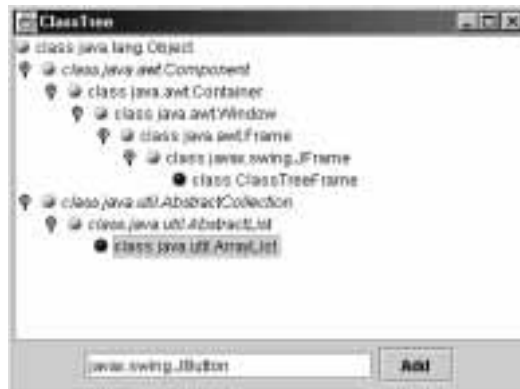 ClassTree
class java.lang.Object
class java.awt.Component
class java.awt.Container
class java.awt.Window
class java.awt.Frame
class javax.swing.JFrame
class ClassTreeFrame
class java.util.AbstractCollection
class java.util.AbstractList
class java.util.ArrayList
javax.swing.JButton
Add